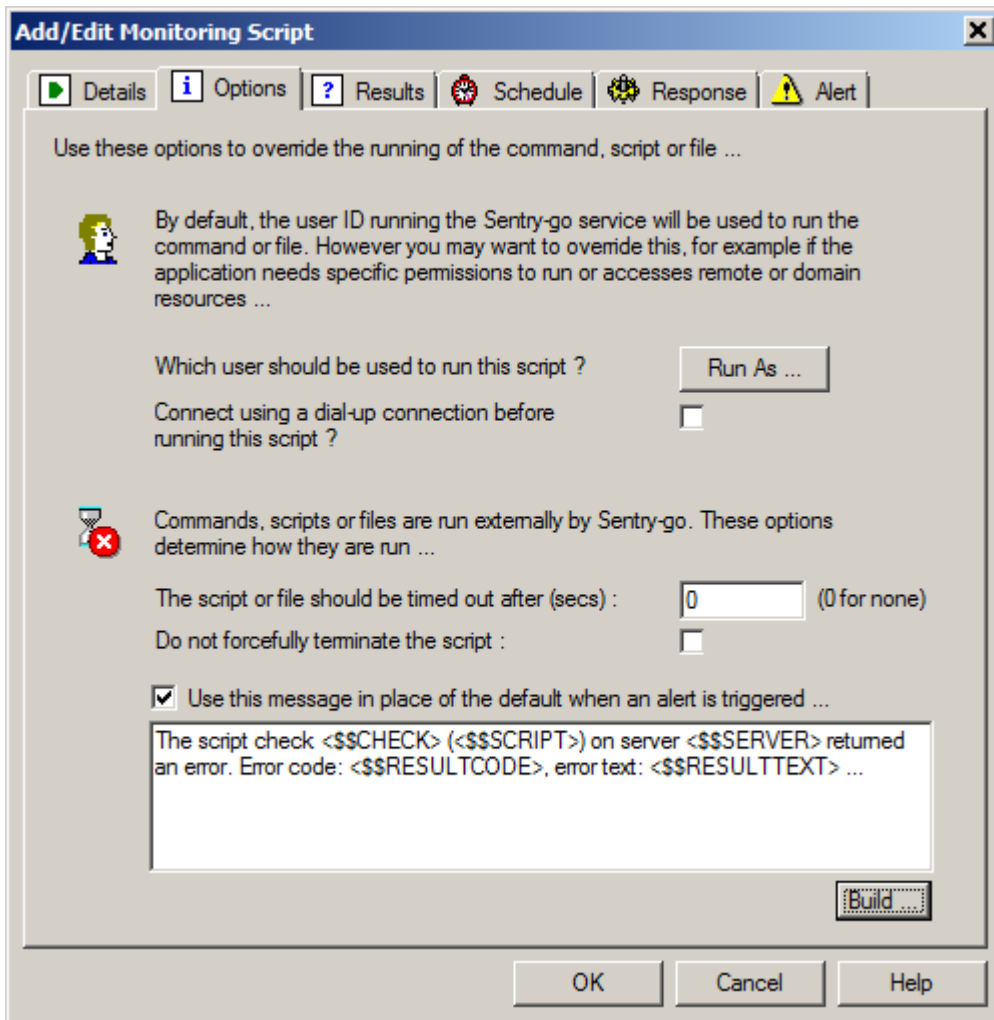 Add/Edit Monitoring Script
Details Options Results Schedule Response Alert
Use these options to override the running of the command, script or file ...
By default, the user ID running the Sentry-go service will be used to run the
command or file. However you may want to override this, for example if the
application needs specific permissions to run or accesses remote or domain
resources ...
Which user should be used to run this script ? Run As ...
Connect using a dial-up connection before
running this script ?
Commands, scripts or files are run externally by Sentry-go. These options
determine how they are run ...
The script or file should be timed out after (secs) : 0 (0 for none)
Do not forcefully terminate the script :
Use this message in place of the default when an alert is triggered ...
The script check <$$CHECK> (<$$SCRIPT>) on server <$$SERVER> returned
an error. Error code: <$$RESULTCODE>, error text: <$$RESULTTEXT> ...
Build ...
OK Cancel Help